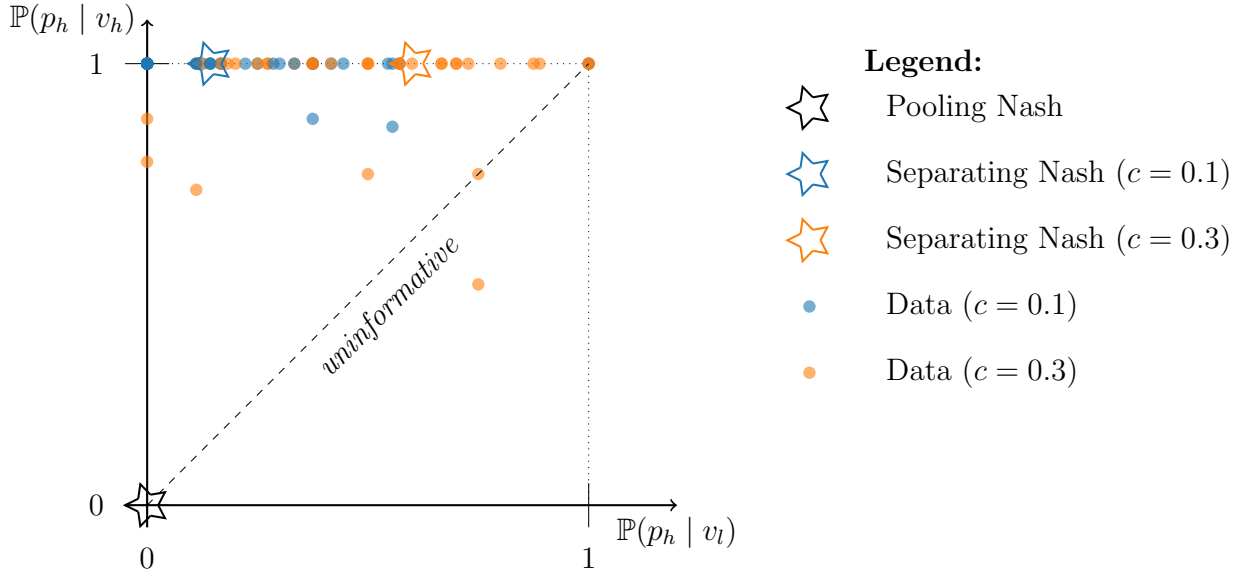 ℙ(p_h | v_h)
1
0
0
1
ℙ(p_h | v_l)
uninformative
Legend:
Pooling Nash
Separating Nash (c = 0.1)
Separating Nash (c = 0.3)
Data (c = 0.1)
Data (c = 0.3)